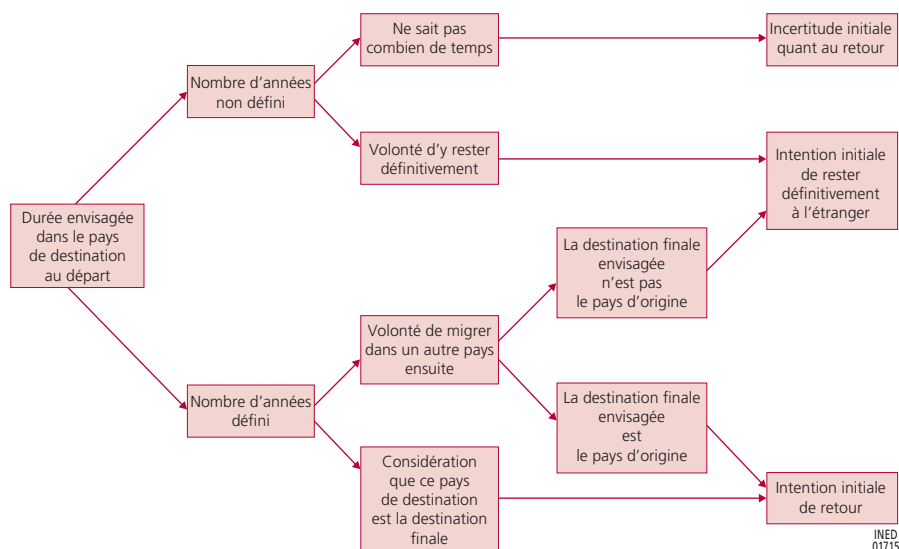 Ne sait pas
combien de temps
Incertitude initiale
quant au retour
Nombre d'années
non défini
Volonté d'y rester
définitivement
Intention initiale
de rester
définitivement
à l'étranger
Durée envisagée
dans le pays
de destination
au départ
La destination finale
envisagée
n'est pas
le pays d'origine
Volonté de migrer
dans un autre pays
ensuite
Nombre d'années
défini
La destination finale
envisagée
est
le pays d'origine
Considération
que ce pays
de destination
est la destination
finale
Intention initiale
de retour
INED
01715